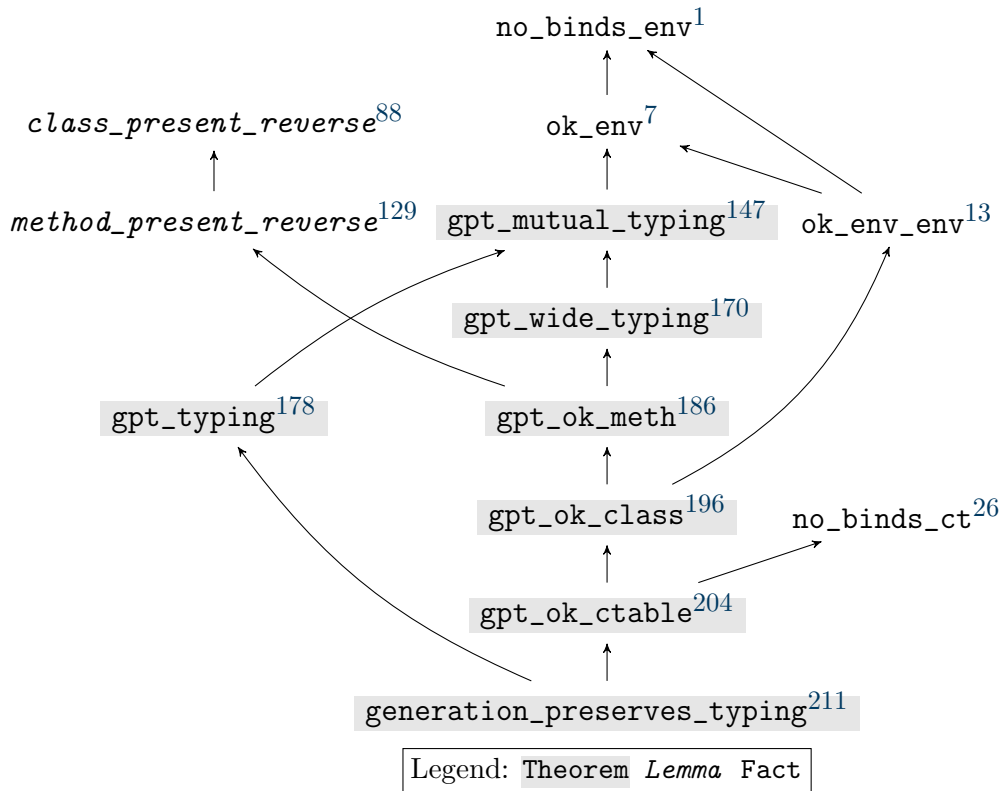 no_binds_env1
class_present_reverse88
ok_env7
method_present_reverse129
gpt_mutual_typing147
ok_env_env13
gpt_wide_typing170
gpt_typing178
gpt_ok_meth186
gpt_ok_class196
no_binds_ct26
gpt_ok_ctable204
generation_preserves_typing211
Legend: Theorem Lemma Fact